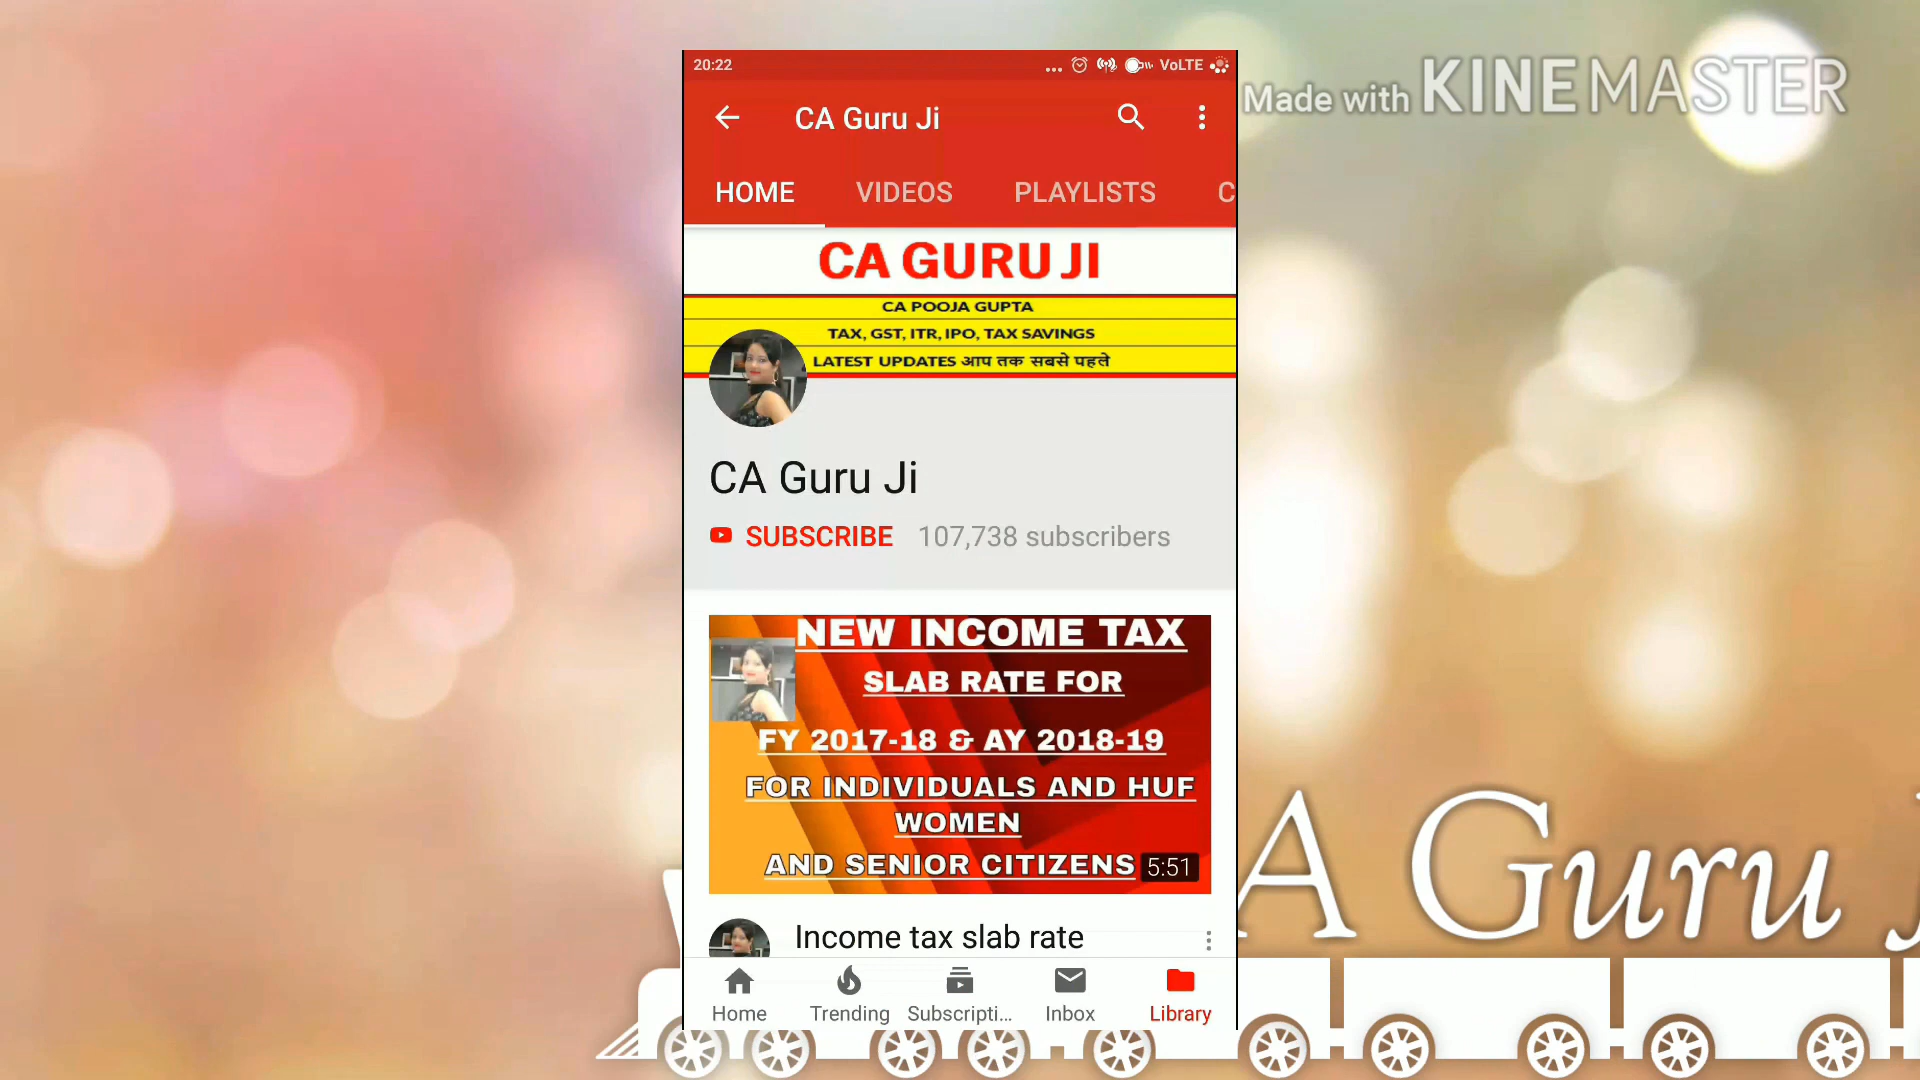 20:22
VoLTE
Made with KINEMASTER
CA Guru Ji
HOME VIDEOS PLAYLISTS C
CA GURU JI
CA POOJA GUPTA
TAX, GST, ITR, IPO, TAX SAVINGS
LATEST UPDATES आप तक सबसे पहले
CA Guru Ji
SUBSCRIBE 107,738 subscribers
NEW INCOME TAX
SLAB RATE FOR
FY 2017-18 & AY 2018-19
FOR INDIVIDUALS AND HUF
WOMEN
AND SENIOR CITIZENS
5:51
Income tax slab rate
Home Trending Subscripti... Inbox Library
A Guru J